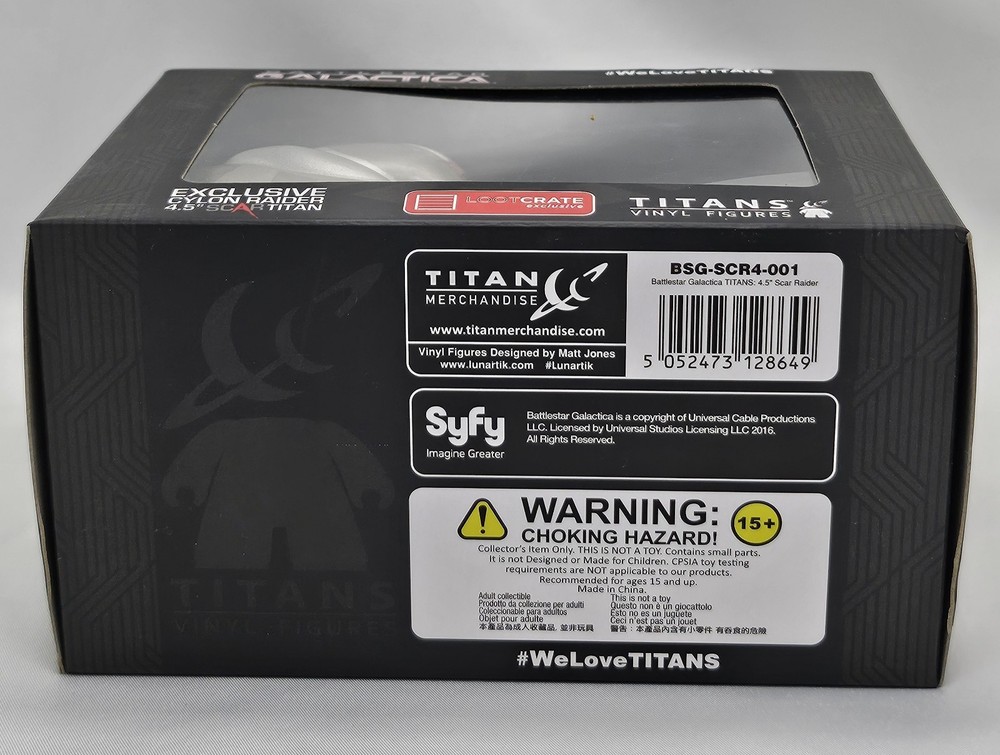 GALACTICA
#WeLoveTITANS
EXCLUSIVE
CYLON RAIDER
4.5" SCAR TITAN
LOOTCRATE
exclusive
TITANS™
VINYL FIGURES
TITAN
MERCHANDISE
www.titanmerchandise.com
Vinyl Figures Designed by Matt Jones
www.lunartik.com #Lunartik
BSG-SCR4-001
Battlestar Galactica TITANS: 4.5" Scar Raider
5 052473 128649
Syfy
Imagine Greater
Battlestar Galactica is a copyright of Universal Cable Productions
LLC. Licensed by Universal Studios Licensing LLC 2016.
All Rights Reserved.
WARNING:
CHOKING HAZARD!
15+
Collector's Item Only. THIS IS NOT A TOY. Contains small parts.
It is not Designed or Made for Children. CPSIA toy testing
requirements are NOT applicable to our products.
Recommended for ages 15 and up.
Made in China.
Adult collectible
Prodotto da collezione per adulti
Coleccionable para adultos
Objet pour adulte
本產品為成人收藏品, 並非玩具
This is not a toy
Questo non è un giocattolo
Esto no es un juguete
Ceci n'est pas un jouet
警告：本產品內含有小零件 有吞食的危險
TITANS
VINYL FIGU
#WeLoveTITANS